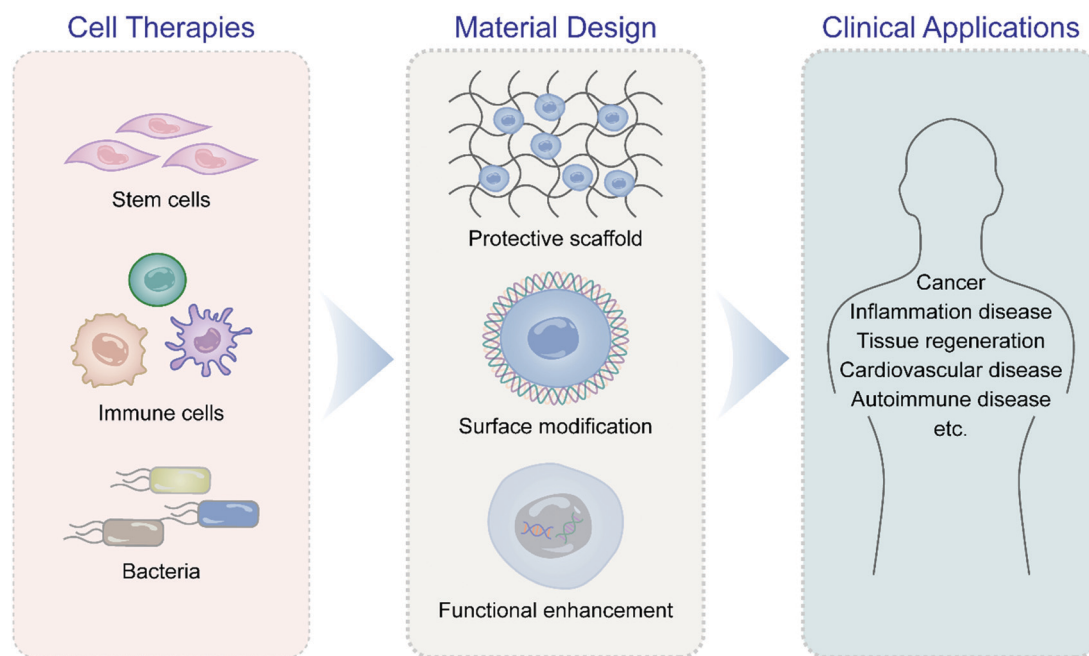 Cell Therapies
Stem cells
Immune cells
Bacteria
Material Design
Protective scaffold
Surface modification
Functional enhancement
Clinical Applications
Cancer
Inflammation disease
Tissue regeneration
Cardiovascular disease
Autoimmune disease
etc.